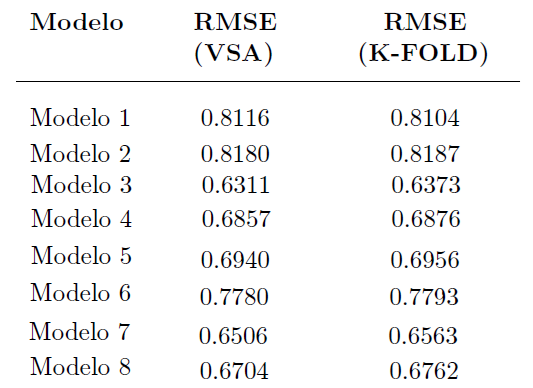 Modelo RMSE RMSE
(VSA) (K-FOLD)
Modelo 1 0.8116 0.8104
Modelo 2 0.8180 0.8187
Modelo 3 0.6311 0.6373
Modelo 4 0.6857 0.6876
Modelo 5 0.6940 0.6956
Modelo 6 0.7780 0.7793
Modelo 7 0.6506 0.6563
Modelo 8 0.6704 0.6762